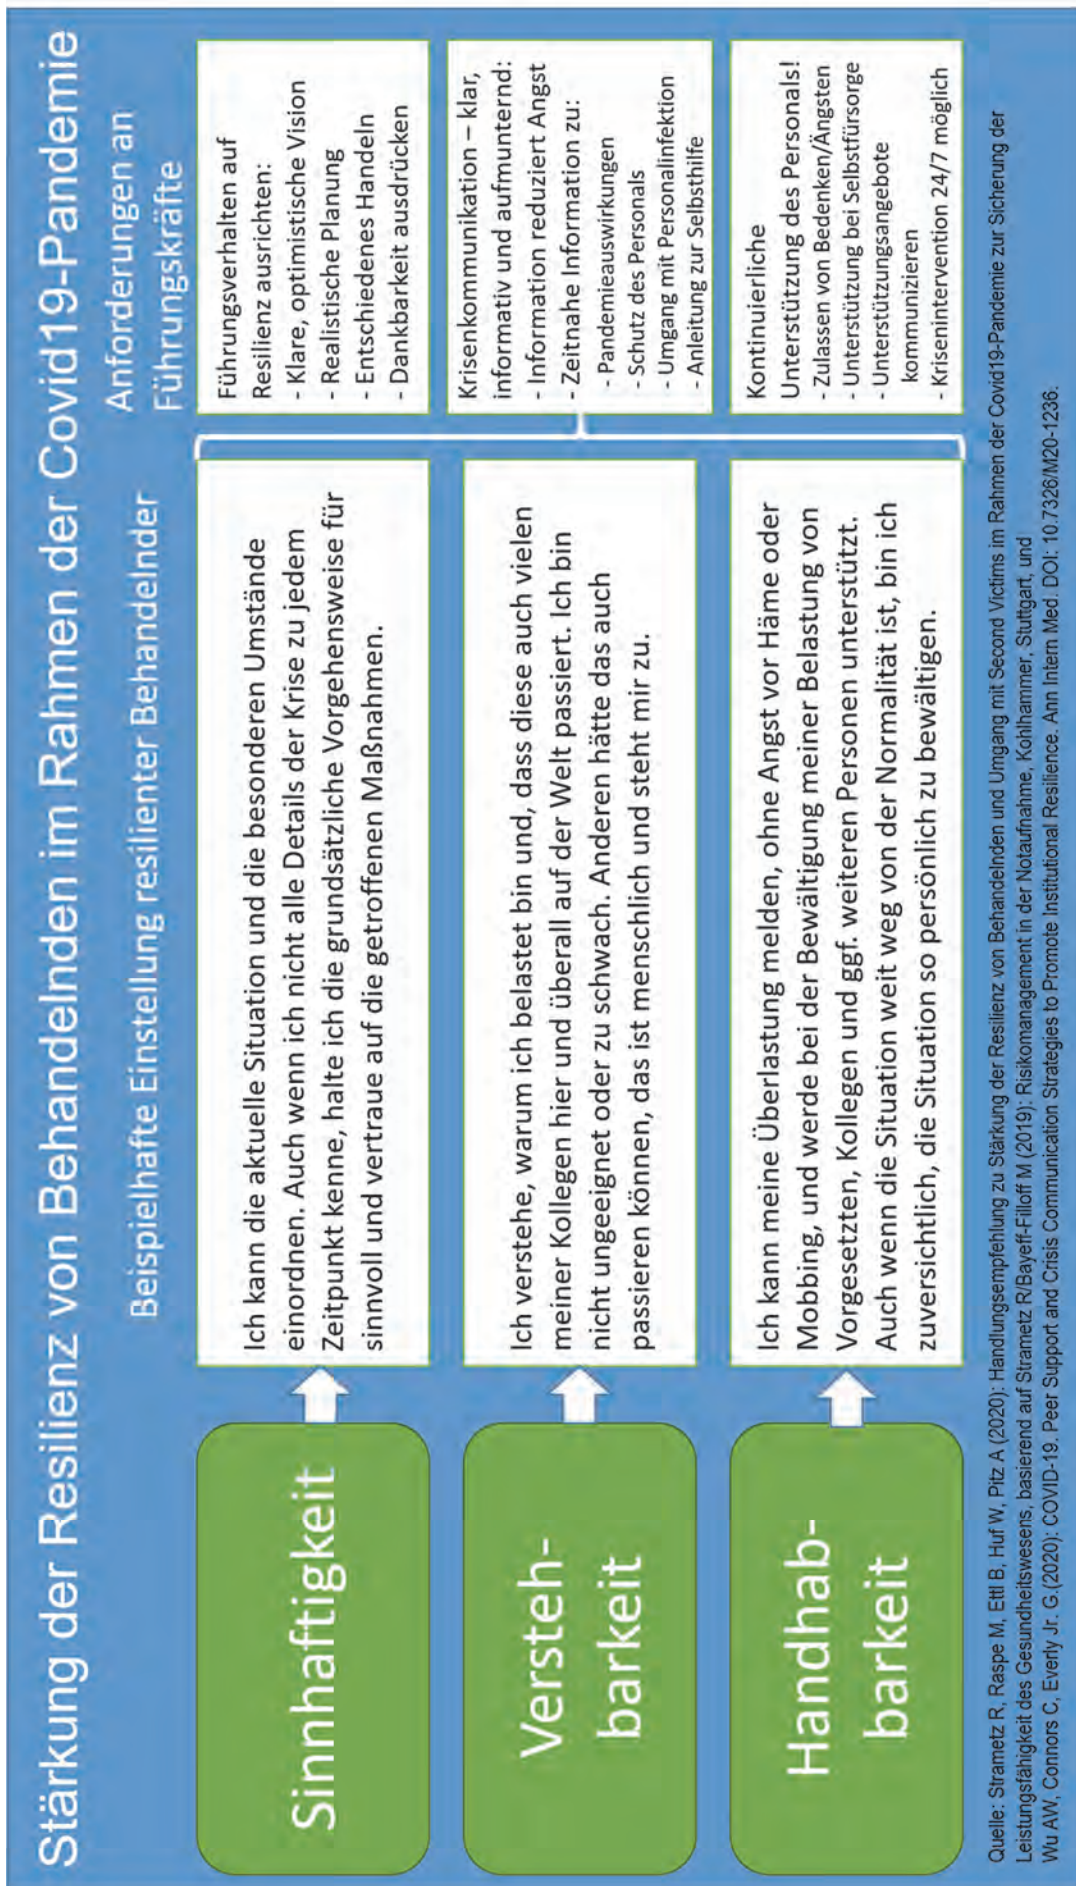 Stärkung der Resilienz von Behandelnden im Rahmen der Covid19-Pandemie
Beispielhafte Einstellung resilienter Behandelnder
Anforderungen an
Führungskräfte
Sinnhaftigkeit
Ich kann die aktuelle Situation und die besonderen Umstände
einordnen. Auch wenn ich nicht alle Details der Krise zu jedem
Zeitpunkt kenne, halte ich die grundsätzliche Vorgehensweise für
sinnvoll und vertraue auf die getroffenen Maßnahmen.
Führungsverhalten auf
Resilienz ausrichten:
- Klare, optimistische Vision
- Realistische Planung
- Entschiedenes Handeln
- Dankbarkeit ausdrücken
Versteh-
barkeit
Ich verstehe, warum ich belastet bin und, dass diese auch vielen
meiner Kollegen hier und überall auf der Welt passiert. Ich bin
nicht ungeeignet oder zu schwach. Anderen hätte das auch
passieren können, das ist menschlich und steht mir zu.
Krisenkommunikation – klar,
informativ und aufmunternd:
- Information reduziert Angst
- Zeitnahe Information zu:
- Pandemieauswirkungen
- Schutz des Personals
- Umgang mit Personalinfektion
- Anleitung zur Selbsthilfe
Handhab-
barkeit
Ich kann meine Überlastung melden, ohne Angst vor Häme oder
Mobbing, und werde bei der Bewältigung meiner Belastung von
Vorgesetzten, Kollegen und ggf. weiteren Personen unterstützt.
Auch wenn die Situation weit weg von der Normalität ist, bin ich
zuversichtlich, die Situation so persönlich zu bewältigen.
Kontinuierliche
Unterstützung des Personals!
- Zulassen von Bedenken/Ängsten
- Unterstützung bei Selbstfürsorge
- Unterstützungsangebote
kommunizieren
- Krisenintervention 24/7 möglich
Quelle: Strametz R, Raspe M, Ettl B, Huf W, Pitz A (2020): Handlungsempfehlung zu Stärkung der Resilienz von Behandelnden und Umgang mit Second Victims im Rahmen der Covid19-Pandemie zur Sicherung der
Leistungsfähigkeit des Gesundheitswesens, basierend auf Strametz R/Bayeff-Filloff M (2019): Risikomanagement in der Notaufnahme, Kohlhammer, Stuttgart, und
Wu AW, Connors C, Everly Jr. G.(2020): COVID-19. Peer Support and Crisis Communication Strategies to Promote Institutional Resilience. Ann Intern Med. DOI: 10.7326/M20-1236.